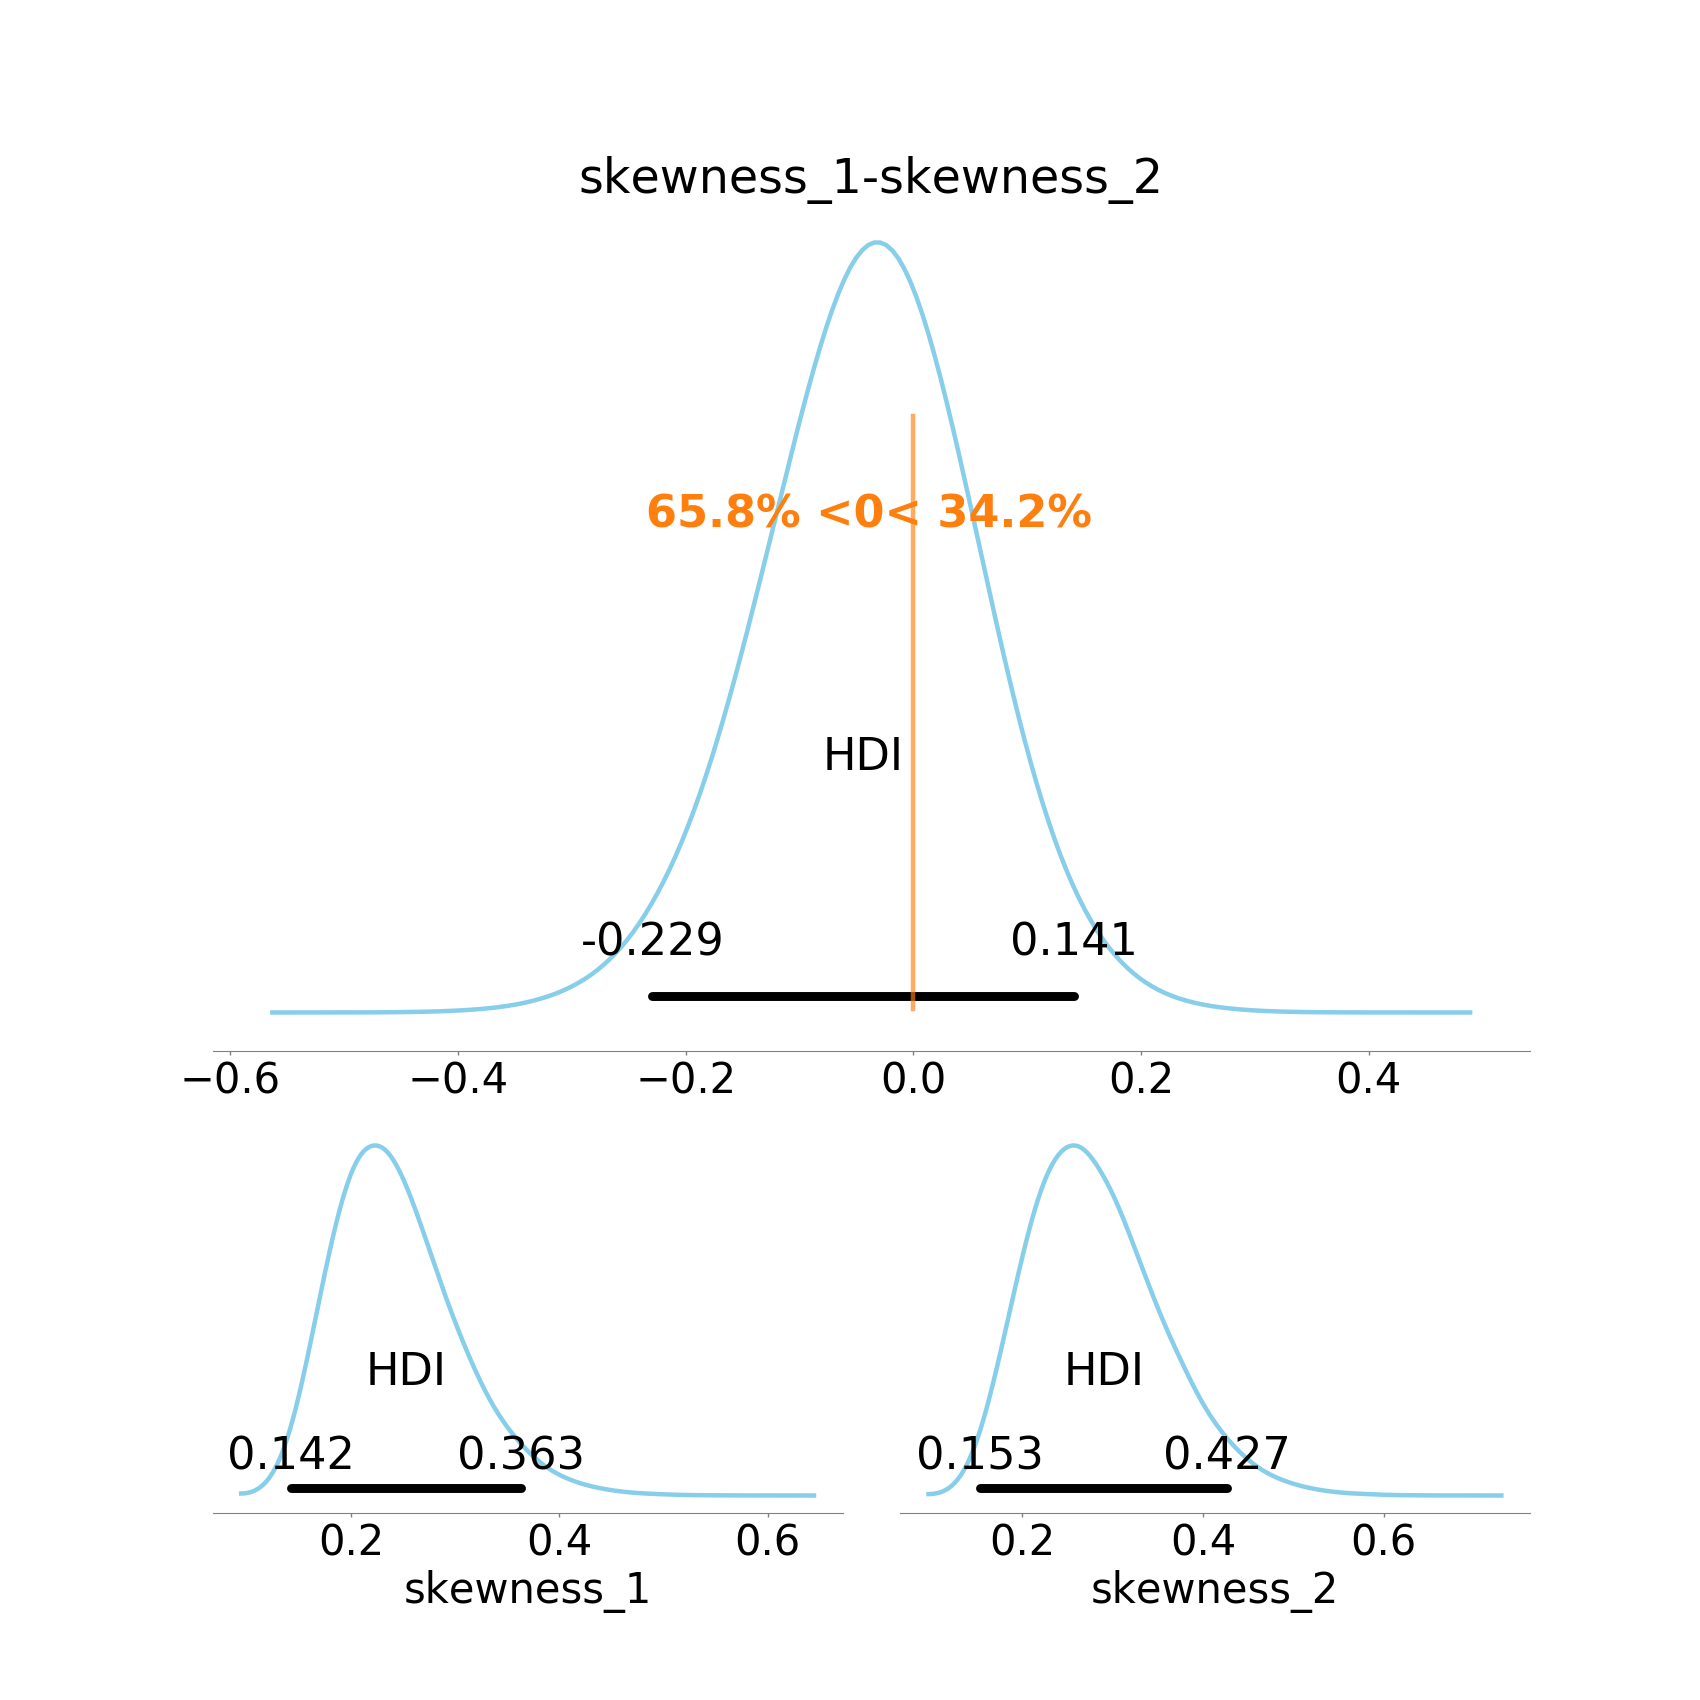 skewness_1-skewness_2
65.8% <0< 34.2%
HDI
-0.229 0.141
−0.6 −0.4 −0.2 0.0 0.2 0.4
HDI
0.142 0.363
0.2 0.4 0.6
skewness_1
HDI
0.153 0.427
0.2 0.4 0.6
skewness_2